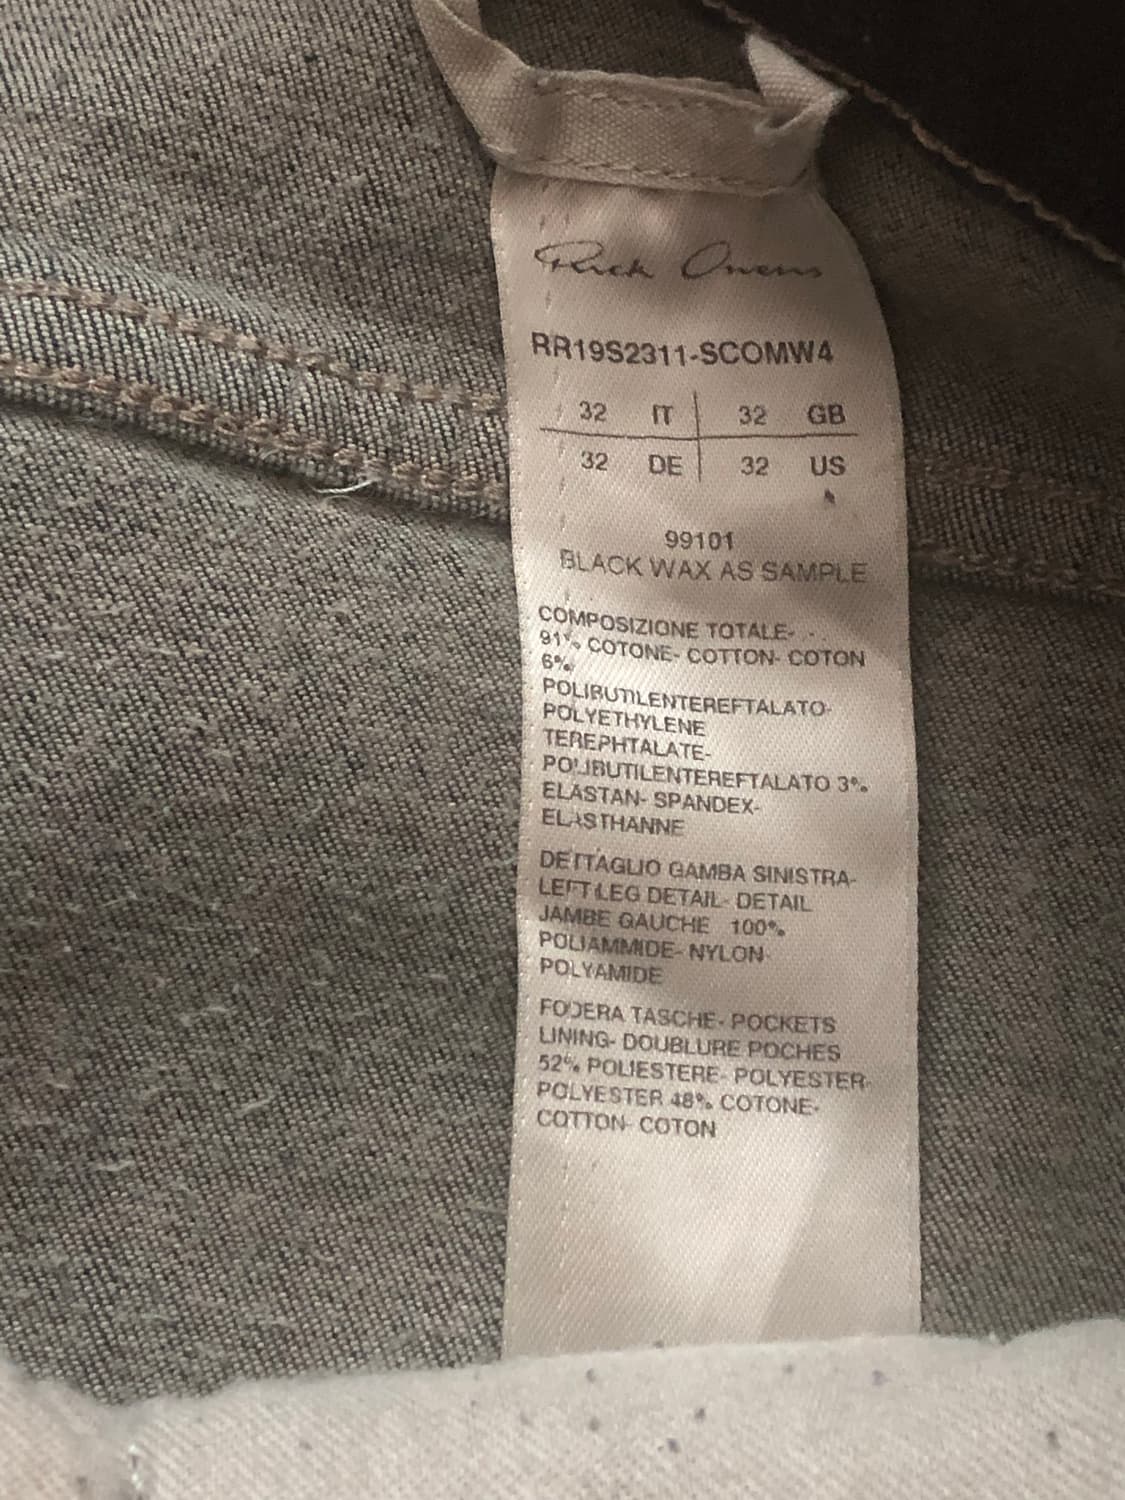 Rick Owens
RR19S2311-SCOMW4
32 IT 32 GB
32 DE 32 US
99101
BLACK WAX AS SAMPLE
COMPOSIZIONE TOTALE-
91% COTONE- COTTON- COTON
6%
POLIBUTILENTEREFTALATO-
POLYETHYLENE
TEREPHTALATE-
POLIBUTILENTEREFTALATO 3%
ELASTAN- SPANDEX-
ELASTHANNE
DETTAGLIO GAMBA SINISTRA-
LEFT LEG DETAIL- DETAIL
JAMBE GAUCHE 100%
POLIAMMIDE- NYLON-
POLYAMIDE
FODERA TASCHE- POCKETS
LINING- DOUBLURE POCHES
52% POLIESTERE- POLYESTER-
POLYESTER 48% COTONE-
COTTON- COTON